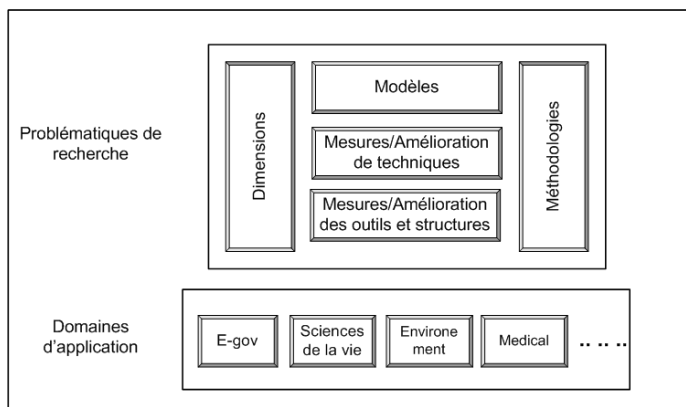 Problématiques de
recherche
Dimensions
Modèles
Mesures/Amélioration
de techniques
Mesures/Amélioration
des outils et structures
Méthodologies
Domaines
d'application
E-gov
Sciences
de la vie
Environe
ment
Medical
.. .. ..